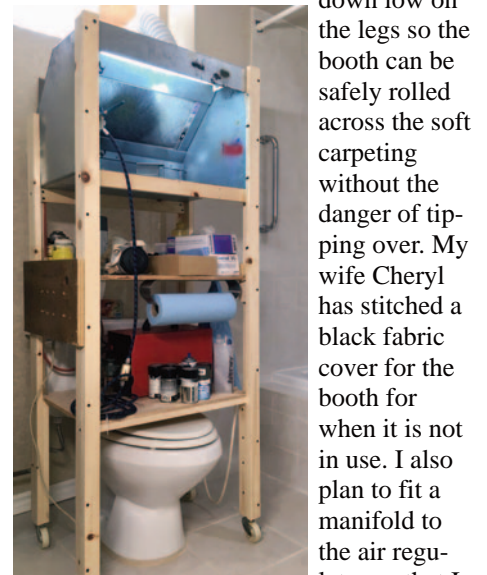 down low on
the legs so the
booth can be
safely rolled
across the soft
carpeting
without the
danger of tip-
ping over. My
wife Cheryl
has stitched a
black fabric
cover for the
booth for
when it is not
in use. I also
plan to fit a
manifold to
the air regu-